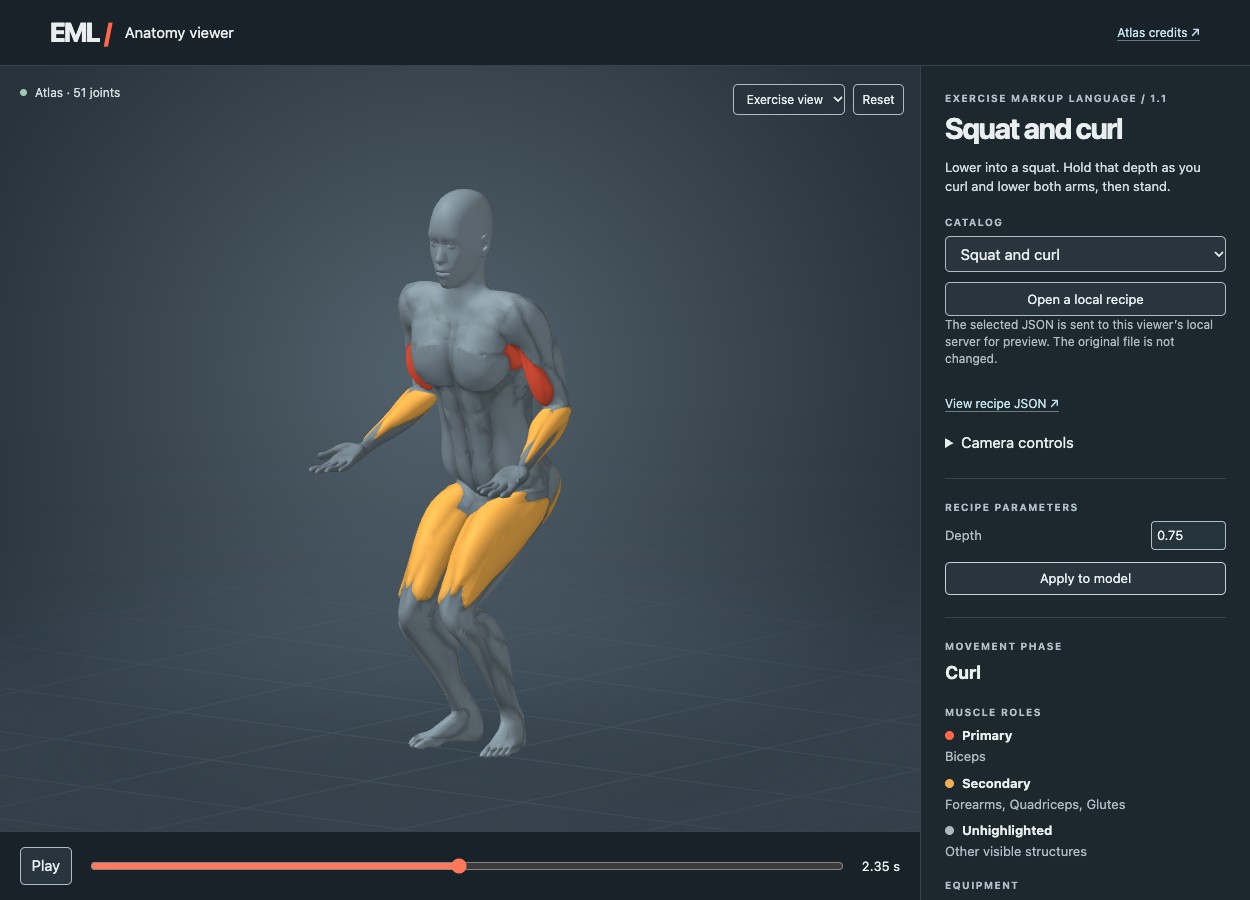 EML/ Anatomy viewer
Atlas credits ↗
Atlas · 51 joints
Exercise view
Reset
EXERCISE MARKUP LANGUAGE / 1.1
Squat and curl
Lower into a squat. Hold that depth as you
curl and lower both arms, then stand.
CATALOG
Squat and curl
Open a local recipe
The selected JSON is sent to this viewer's local
server for preview. The original file is not
changed.
View recipe JSON ↗
Camera controls
RECIPE PARAMETERS
Depth
0.75
Apply to model
MOVEMENT PHASE
Curl
MUSCLE ROLES
Primary
Biceps
Secondary
Forearms, Quadriceps, Glutes
Unhighlighted
Other visible structures
EQUIPMENT
Play
2.35 s